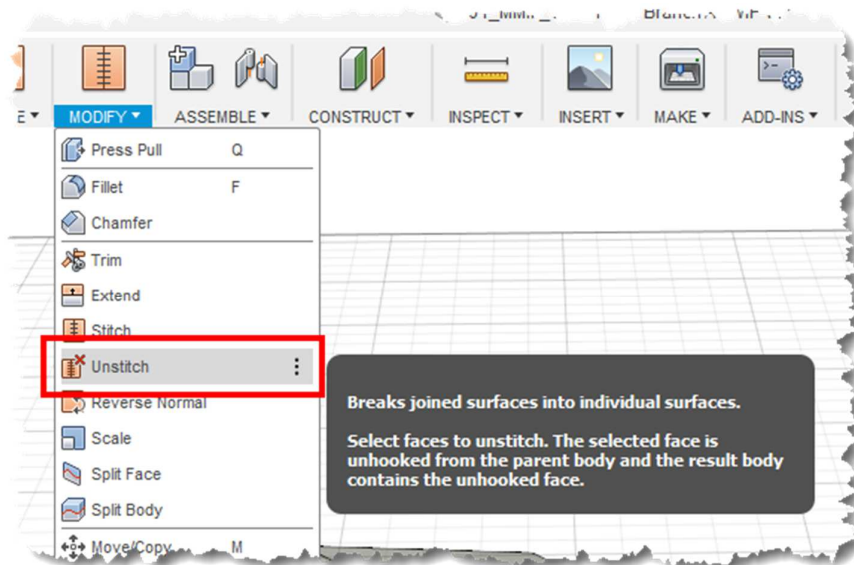 MODIFY ASSEMBLE CONSTRUCT INSPECT INSERT MAKE ADD-INS
Press Pull Q
Fillet F
Chamfer
Trim
Extend
Stitch
Unstitch
Reverse Normal
Scale
Split Face
Split Body
Move/Copy M
Breaks joined surfaces into individual surfaces.
Select faces to unstitch. The selected face is
unhooked from the parent body and the result body
contains the unhooked face.